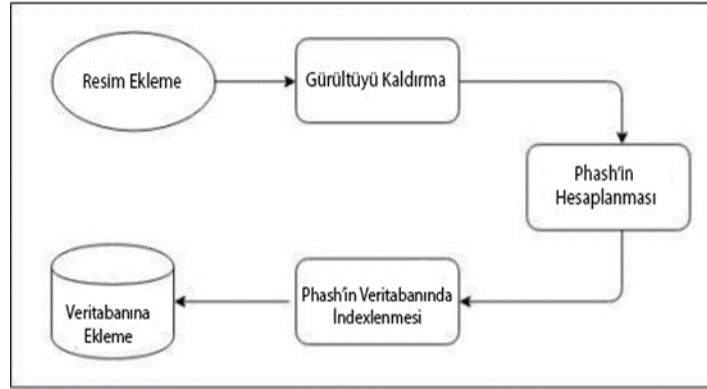 Resim Ekleme
Gürültüyü Kaldırma
Phash'in
Hesaplanması
Phash'in Veritabanında
İndexlenmesi
Veritabanına
Ekleme